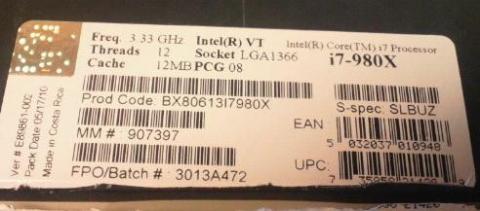 Freq. 3.33 GHz Intel(R) VT Intel(R) Core(TM) i7 Processor
Threads 12 Socket LGA1366 i7-980X
Cache 12MB PCG 08
Prod Code: BX80613I7980X
S-spec: SLBUZ
EAN
5 032037 010948
MM # : 907397
UPC:
FPO/Batch # : 3013A472
Ver # E80861-002
Pack Date 05/17/10
Made in Costa Rica